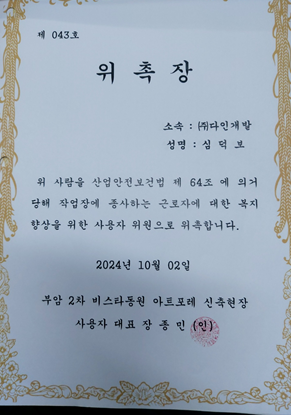 제 043호
위 촉 장
소속 : ㈜다인개발
성명 : 심 덕 보
위 사람을 산업안전보건법 제 64조 에 의거
당해 작업장에 종사하는 근로자에 대한 복지
향상을 위한 사용자 위원으로 위촉합니다.
2024년 10월 02일
부암 2차 비스타동원 아트포레 신축현장
사용자 대표 장 종 민 (인)